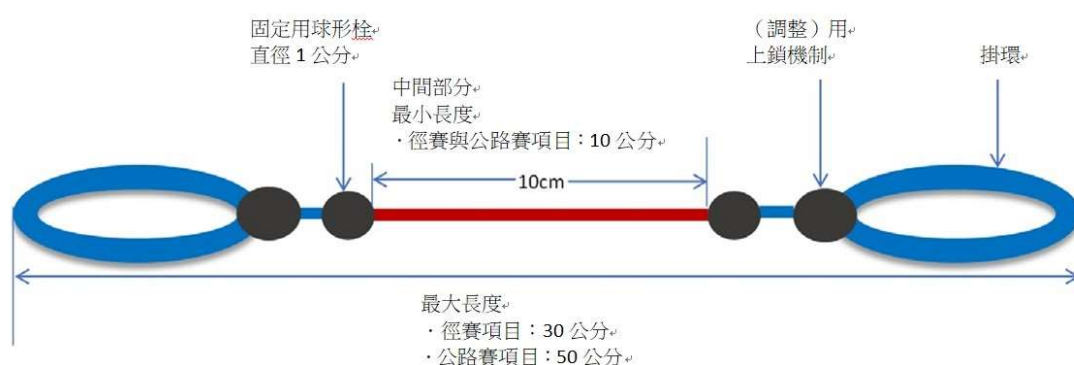 固定用球形栓
直徑 1 公分
（調整）用
上鎖機制
掛環
中間部分
最小長度
·徑賽與公路賽項目：10 公分
10cm
最大長度
·徑賽項目：30 公分
·公路賽項目：50 公分